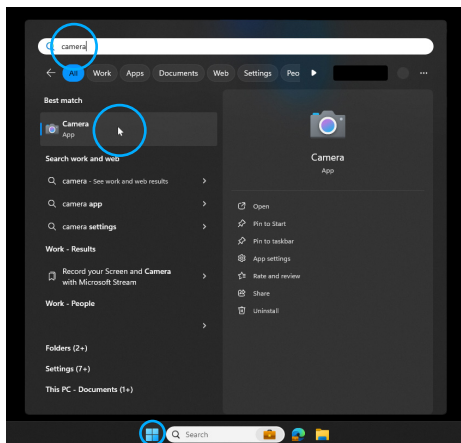 camera
All Work Apps Documents Web Settings Peo
Best match
Camera
App
Search work and web
camera - See work and web results
camera app
camera settings
Work - Results
Record your Screen and Camera
with Microsoft Stream
Work - People
Folders (2+)
Settings (7+)
This PC - Documents (1+)
Camera
App
Open
Pin to Start
Pin to taskbar
App settings
Rate and review
Share
Uninstall
Search